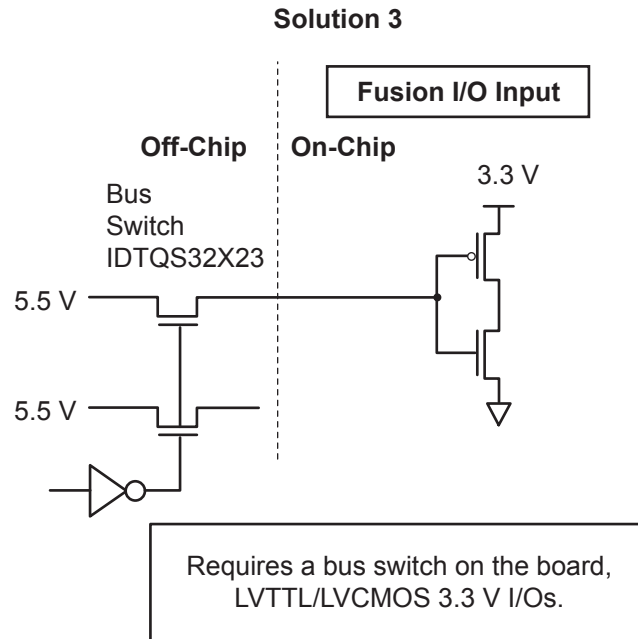 Solution 3
Fusion I/O Input
Off-Chip
On-Chip
3.3 V
Bus
Switch
IDTQS32X23
5.5 V
5.5 V
Requires a bus switch on the board,
LVTTL/LVCMOS 3.3 V I/Os.